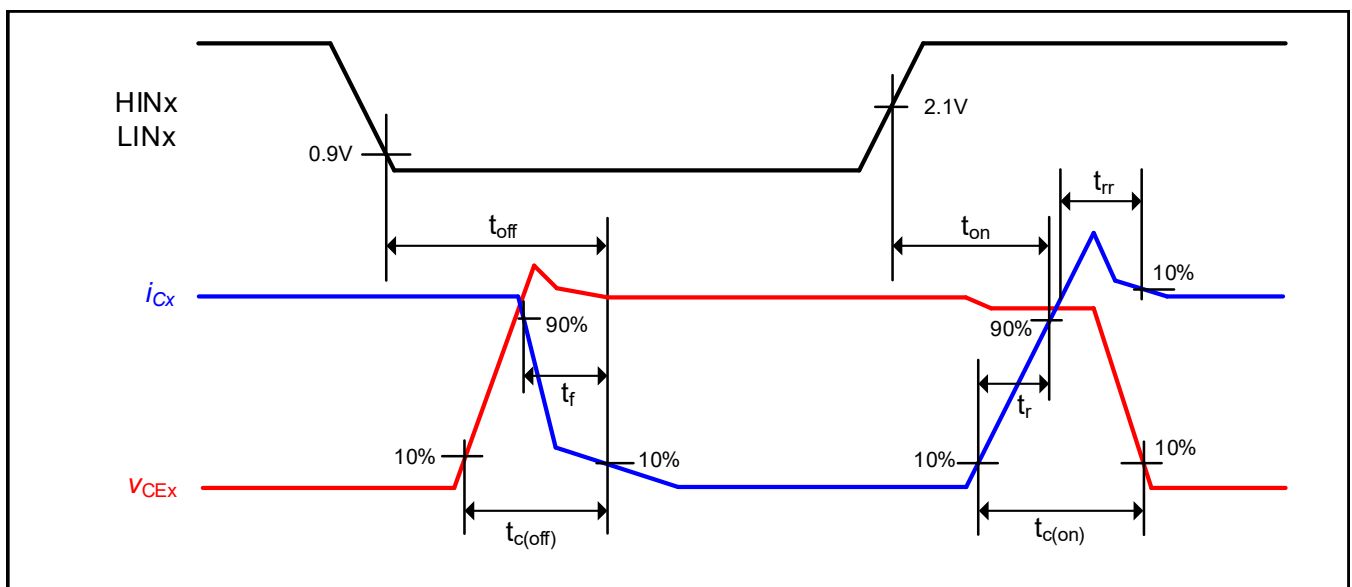 HINx
LINx
2.1V
0.9V
trr
toff
ton
iCx
10%
90%
90%
tf
tr
10%
10%
10%
10%
vCEx
tc(off)
tc(on)